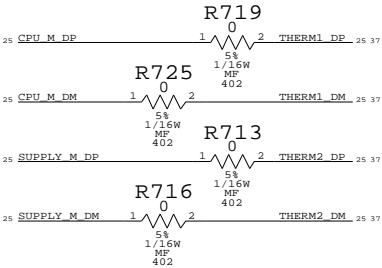 R719
0
25 CPU_M_DP 1 2 THERM1_DP 25 37
5%
1/16W
MF
402
R725
0
25 CPU_M_DM 1 2 THERM1_DM 25 37
5%
1/16W
MF
402
R713
0
25 SUPPLY_M_DP 1 2 THERM2_DP 25 37
5%
1/16W
MF
402
R716
0
25 SUPPLY_M_DM 1 2 THERM2_DM 25 37
5%
1/16W
MF
402